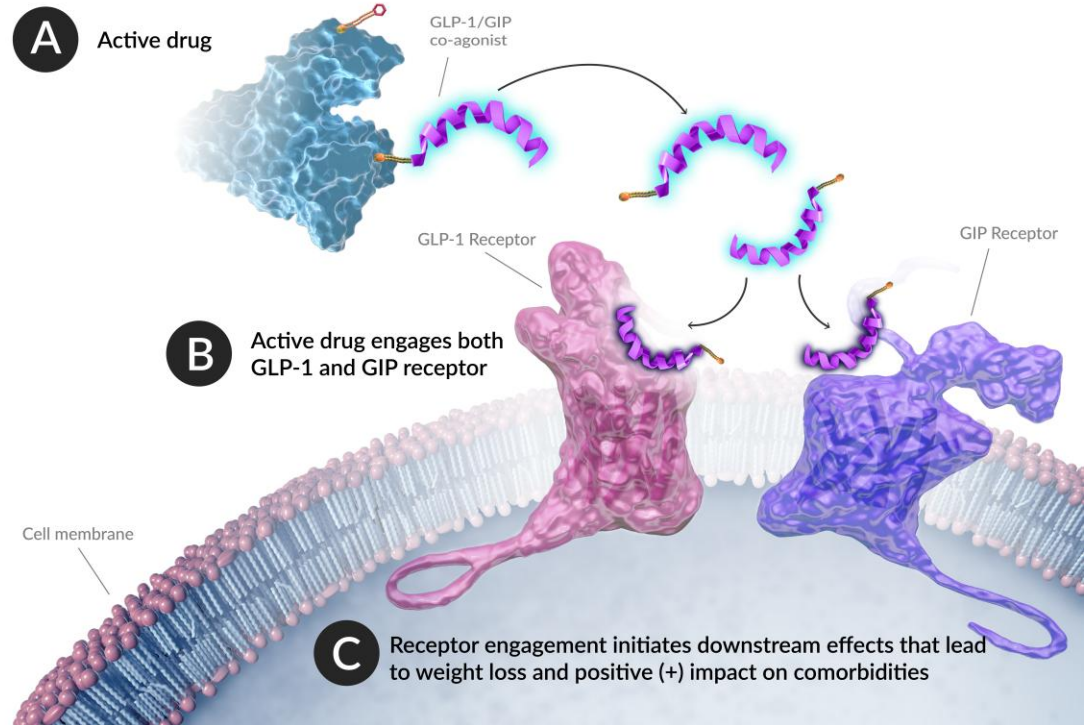 A
Active drug
GLP-1/GIP
co-agonist
GLP-1 Receptor
GIP Receptor
B
Active drug engages both
GLP-1 and GIP receptor
Cell membrane
C
Receptor engagement initiates downstream effects that lead
to weight loss and positive (+) impact on comorbidities